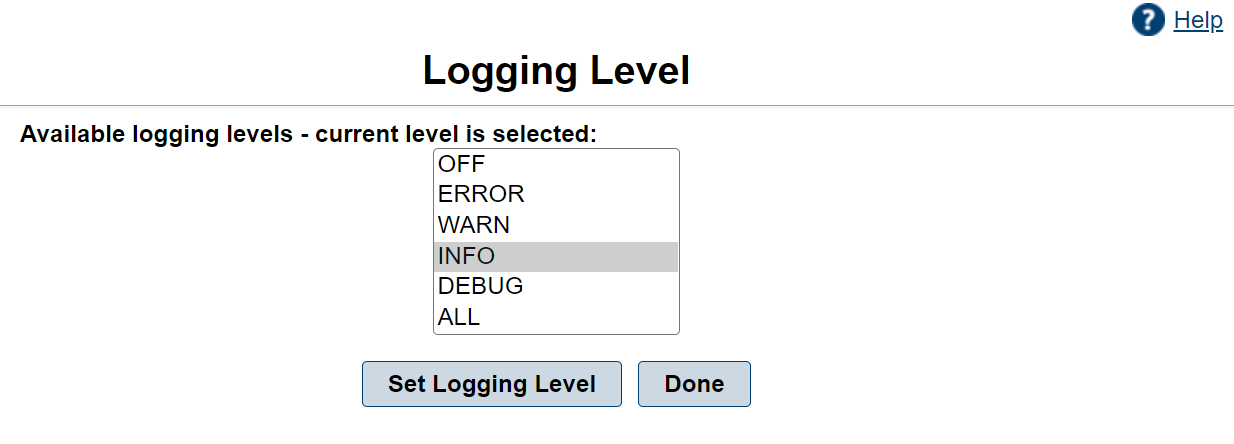 Help
Logging Level
Available logging levels - current level is selected:
OFF
ERROR
WARN
INFO
DEBUG
ALL
Set Logging Level Done